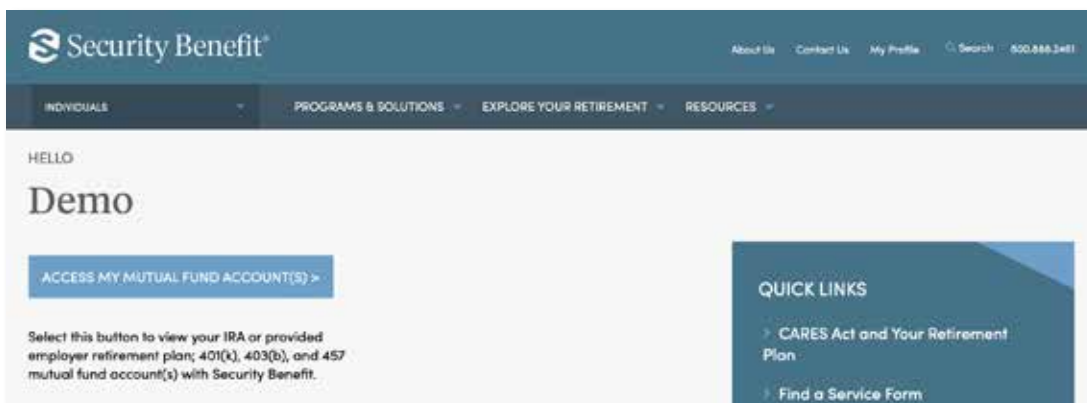 Security Benefit®
About Us Contact Us My Profile Search 800.888.2461
INDIVIDUALS PROGRAMS & SOLUTIONS EXPLORE YOUR RETIREMENT RESOURCES
HELLO
Demo
ACCESS MY MUTUAL FUND ACCOUNT(S) >
Select this button to view your IRA or provided
employer retirement plan; 401(k), 403(b), and 457
mutual fund account(s) with Security Benefit.
QUICK LINKS
> CARES Act and Your Retirement
Plan
> Find a Service Form